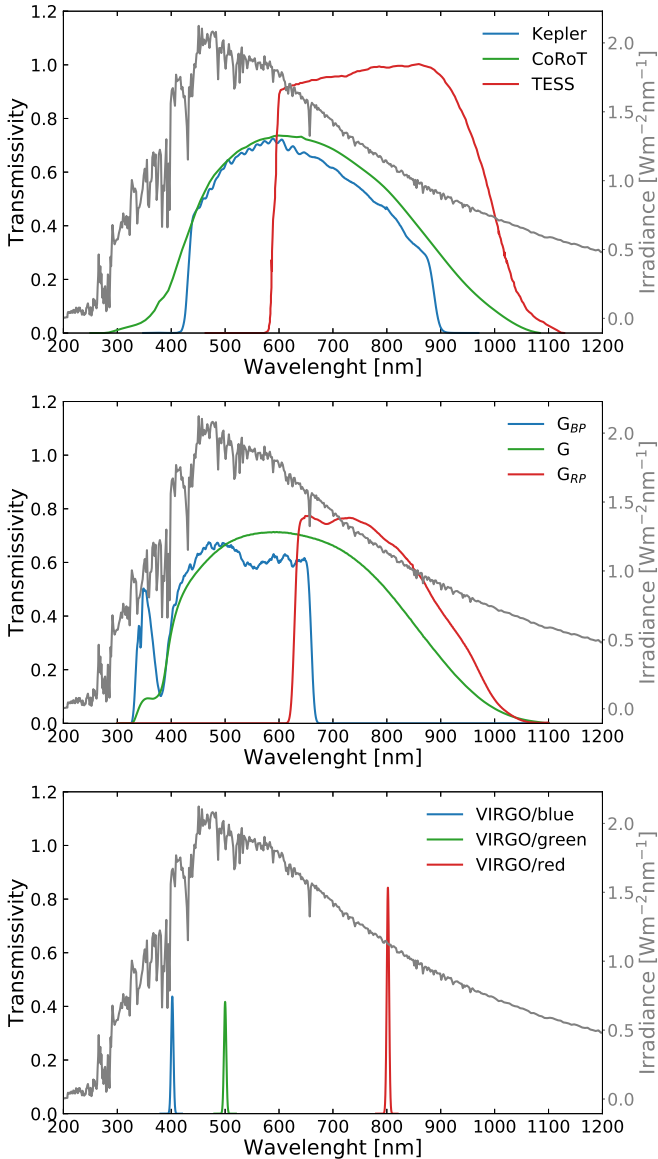 1.2
1.0
0.8
0.6
0.4
0.2
0.0
Transmissivity
Kepler
CoRoT
TESS
2.0
1.5
1.0
0.5
0.0
Irradiance [Wm⁻²nm⁻¹]
200 300 400 500 600 700 800 900 1000 1100 1200
Wavelenght [nm]
1.2
1.0
0.8
0.6
0.4
0.2
0.0
Transmissivity
G_BP
G
G_RP
2.0
1.5
1.0
0.5
0.0
Irradiance [Wm⁻²nm⁻¹]
200 300 400 500 600 700 800 900 1000 1100 1200
Wavelenght [nm]
1.2
1.0
0.8
0.6
0.4
0.2
0.0
Transmissivity
VIRGO/blue
VIRGO/green
VIRGO/red
2.0
1.5
1.0
0.5
0.0
Irradiance [Wm⁻²nm⁻¹]
200 300 400 500 600 700 800 900 1000 1100 1200
Wavelenght [nm]